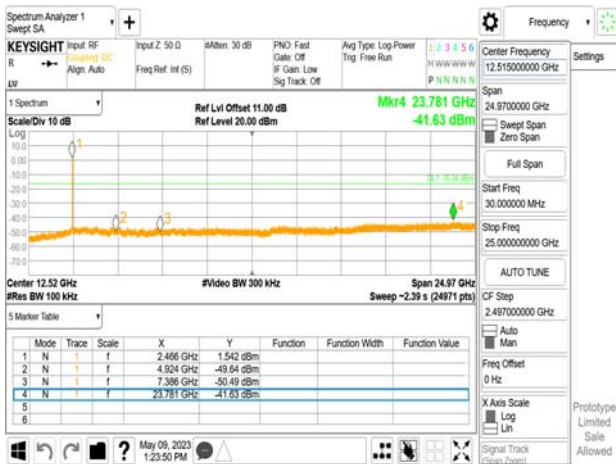 Spectrum Analyzer 1
Swept SA
+
Frequency
KEYSIGHT
R
Input: RF
Coupling: DC
Align: Auto
Input Z: 50 Ω
Freq Ref: Int (S)
#Atten: 30 dB
PNO: Fast
Gate: Off
IF Gain: Low
Sig Track: Off
Avg Type: Log-Power
Trig: Free Run
1 2 3 4 5 6
M W W W W W
P N N N N N
1 Spectrum
Scale/Div 10 dB
Ref Lvl Offset 11.00 dB
Ref Level 20.00 dBm
Mkr4 23.781 GHz
-41.63 dBm
Log
10.0
0.00
-10.0
-20.0
-30.0
-40.0
-50.0
-60.0
-70.0
1
2
3
4
Center 12.52 GHz
#Res BW 100 kHz
#Video BW 300 kHz
Span 24.97 GHz
Sweep ~2.39 s (24971 pts)
5 Marker Table
Mode Trace Scale X Y Function Function Width Function Value
1 N 1 f 2.466 GHz 1.542 dBm
2 N 1 f 4.924 GHz -49.64 dBm
3 N 1 f 7.386 GHz -50.49 dBm
4 N 1 f 23.781 GHz -41.63 dBm
5
6
?
May 09, 2023
1:23:50 PM
Center Frequency
12.515000000 GHz
Span
24.9700000 GHz
Swept Span
Zero Span
Full Span
Start Freq
30.000000 MHz
Stop Freq
25.000000000 GHz
AUTO TUNE
CF Step
2.497000000 GHz
Auto
Man
Freq Offset
0 Hz
X Axis Scale
Log
Lin
Signal Track
(Span Zoom)
Settings
Prototype
Limited
Sale
Allowed